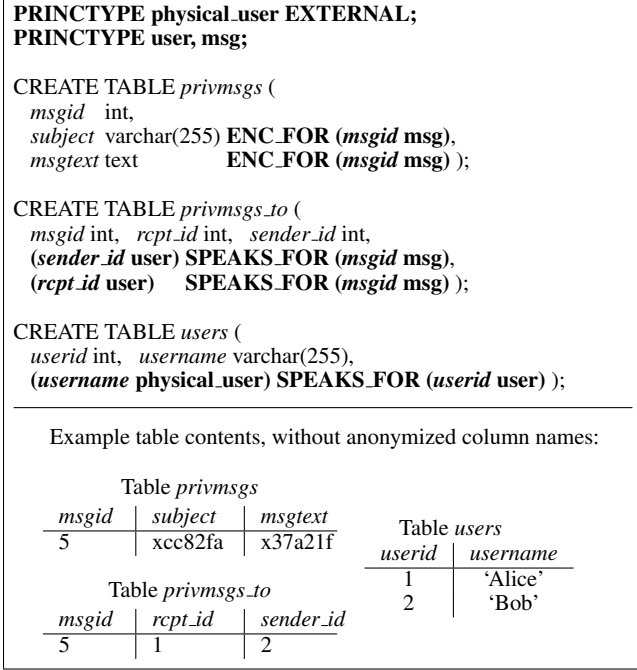 PRINCTYPE physical_user EXTERNAL;
PRINCTYPE user, msg;
CREATE TABLE privmsgs (
msgid int,
subject varchar(255) ENC_FOR (msgid msg),
msgtext text ENC_FOR (msgid msg) );
CREATE TABLE privmsgs_to (
msgid int, rcpt_id int, sender_id int,
(sender_id user) SPEAKS_FOR (msgid msg),
(rcpt_id user) SPEAKS_FOR (msgid msg) );
CREATE TABLE users (
userid int, username varchar(255),
(username physical_user) SPEAKS_FOR (userid user) );
Example table contents, without anonymized column names:
Table privmsgs
msgid subject msgtext
5 xcc82fa x37a21f
Table privmsgs_to
msgid rcpt_id sender_id
5 1 2
Table users
userid username
1 ‘Alice’
2 ‘Bob’